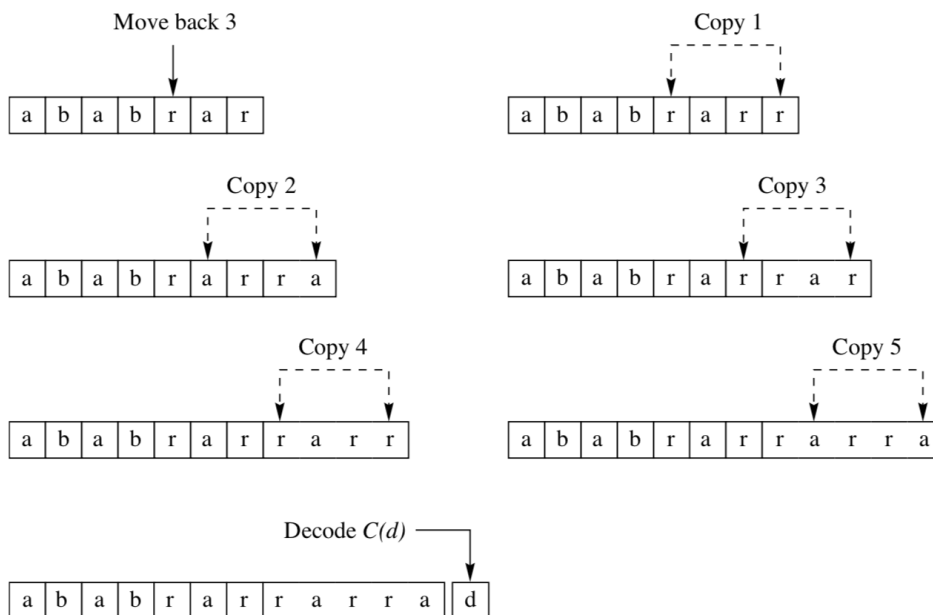 Move back 3
a b a b r a r
Copy 1
a b a b r a r r
Copy 2
a b a b r a r r a
Copy 3
a b a b r a r r a r
Copy 4
a b a b r a r r a r r
Copy 5
a b a b r a r r a r r a
Decode C(d)
a b a b r a r r a r r a d